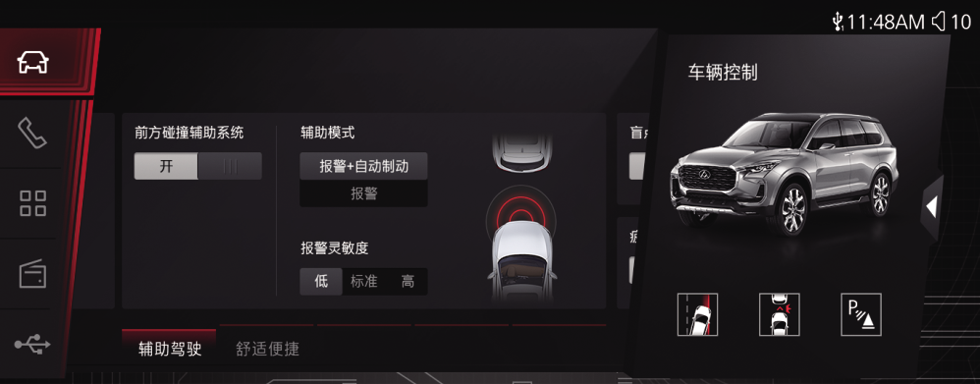 11:48AM 10
车辆控制
前方碰撞辅助系统
开
辅助模式
报警+自动制动
报警
报警灵敏度
低 标准 高
盲
辅助驾驶 舒适便捷
P